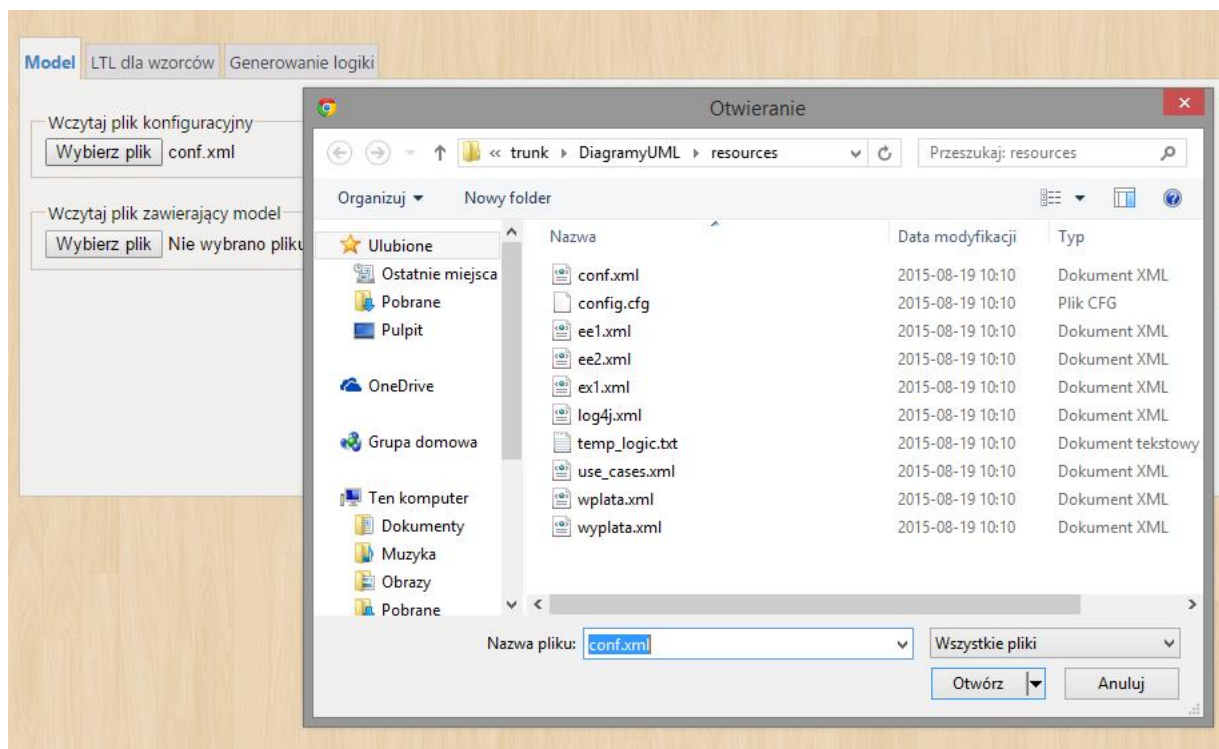 Model LTL dla wzorców Generowanie logiki
Wczytaj plik konfiguracyjny
Wybierz plik conf.xml
Wczytaj plik zawierający model
Wybierz plik Nie wybrano pliku
Otwieranie
« trunk DiagramyUML resources
Przeszukaj: resources
Organizuj Nowy folder
Ulubione
Ostatnie miejsca
Pobrane
Pulpit
OneDrive
Grupa domowa
Ten komputer
Dokumenty
Muzyka
Obrazy
Pobrane
Nazwa Data modyfikacji Typ
conf.xml 2015-08-19 10:10 Dokument XML
config.cfg 2015-08-19 10:10 Plik CFG
ee1.xml 2015-08-19 10:10 Dokument XML
ee2.xml 2015-08-19 10:10 Dokument XML
ex1.xml 2015-08-19 10:10 Dokument XML
log4j.xml 2015-08-19 10:10 Dokument XML
temp_logic.txt 2015-08-19 10:10 Dokument tekstowy
use_cases.xml 2015-08-19 10:10 Dokument XML
wplata.xml 2015-08-19 10:10 Dokument XML
wyplata.xml 2015-08-19 10:10 Dokument XML
Nazwa pliku: conf.xml Wszystkie pliki
Otwórz Anuluj